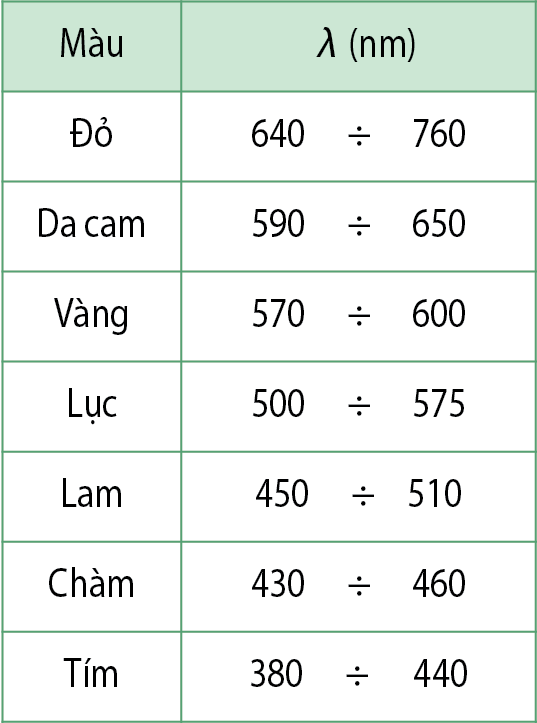 Màu λ (nm)
Đỏ 640 ÷ 760
Da cam 590 ÷ 650
Vàng 570 ÷ 600
Lục 500 ÷ 575
Lam 450 ÷ 510
Chàm 430 ÷ 460
Tím 380 ÷ 440